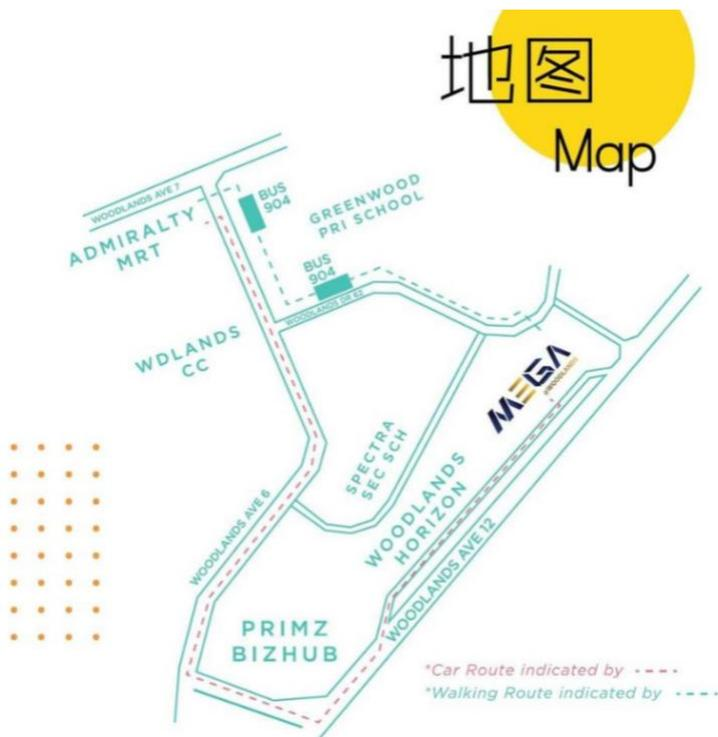 地图
Map
WOODLANDS AVE 7
ADMIRALTY
MRT
BUS
904
GREENWOOD
PRI SCHOOL
BUS
904
WOODLANDS DR 62
WDLANDS
CC
MEGA
@WOODLANDS
SPECTRA
SEC SCH
WOODLANDS
HORIZON
WOODLANDS AVE 6
WOODLANDS AVE 12
PRIMZ
BIZHUB
*Car Route indicated by
*Walking Route indicated by